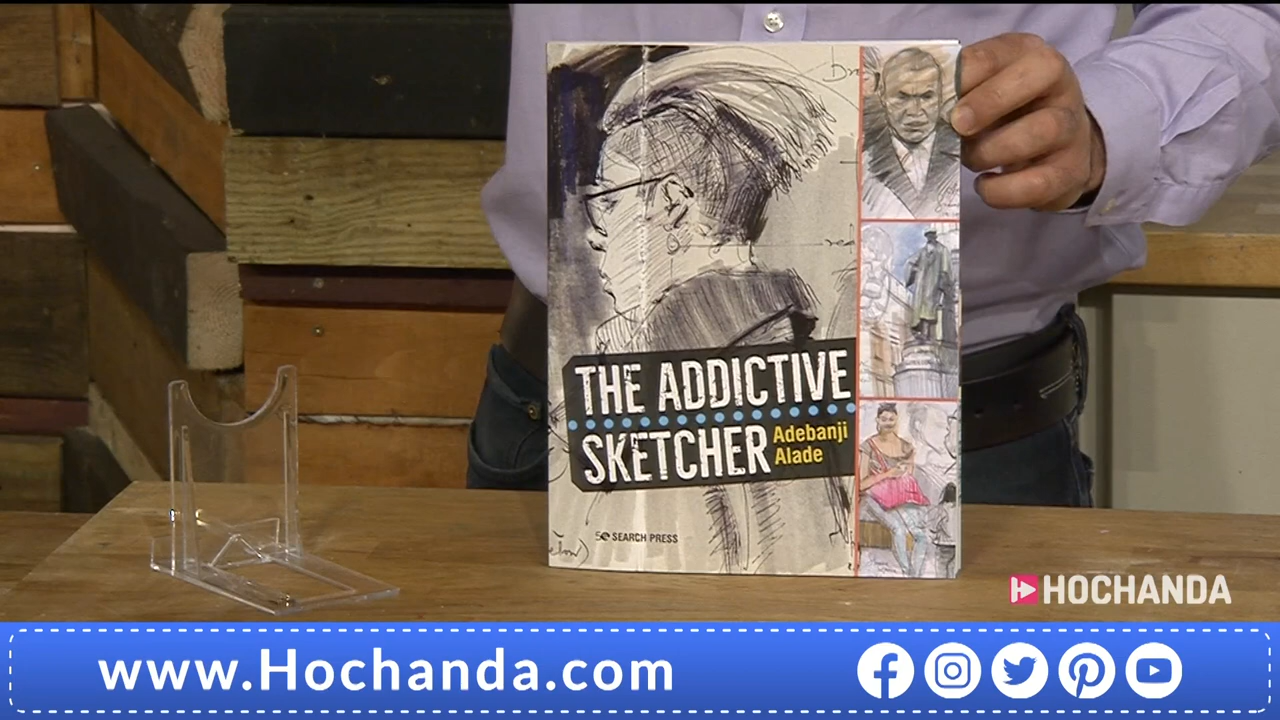 THE ADDICTIVE
SKETCHER
Adebanji
Alade
SEARCH PRESS
HOCHANDA
www.Hochanda.com